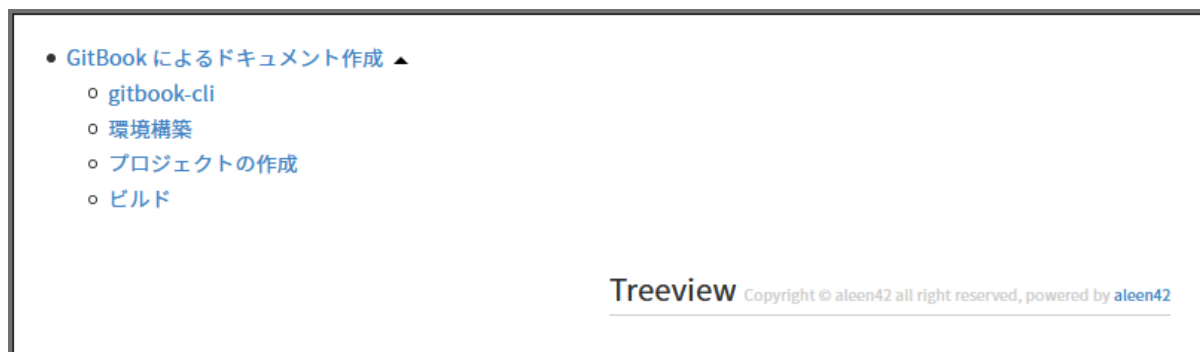 GitBook によるドキュメント作成
gitbook-cli
環境構築
プロジェクトの作成
ビルド
Treeview Copyright © aleen42 all right reserved, powered by aleen42